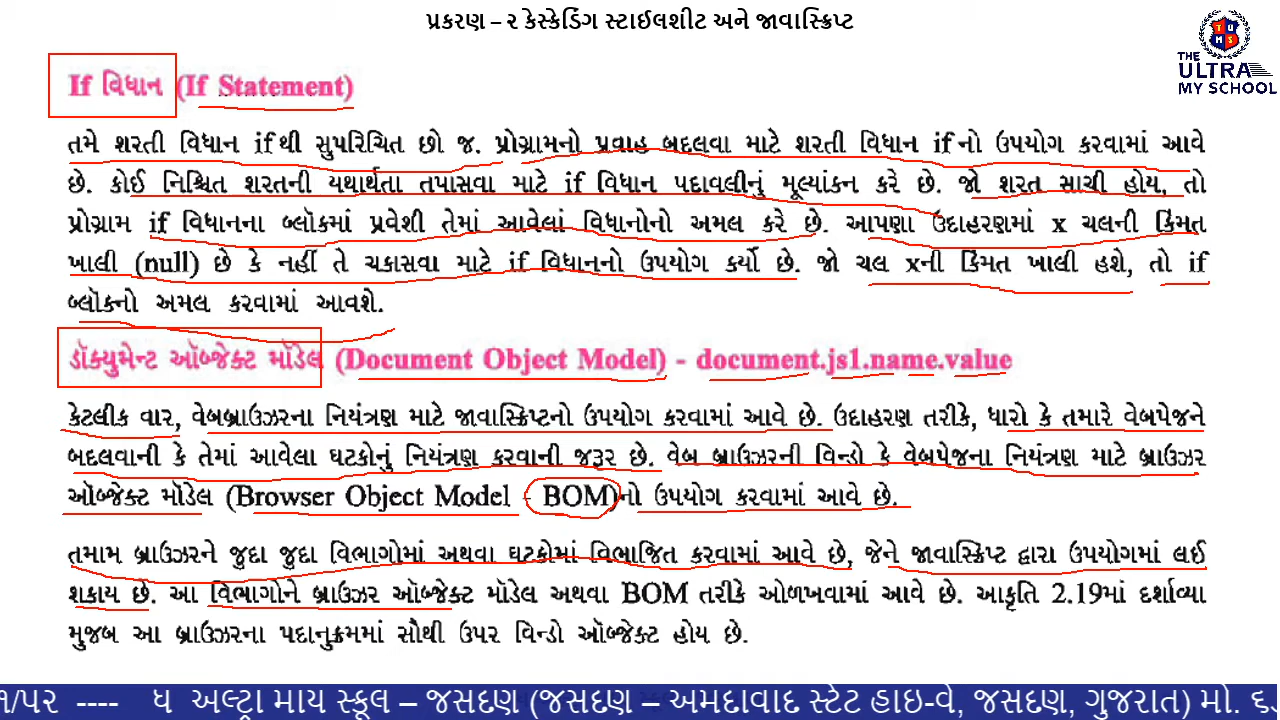 પ્રકરણ – ૨ કેસ્કેડિંગ સ્ટાઈલશીટ અને જાવાસ્ક્રિપ્ટ
TUMS
THE
ULTRA
MY SCHOOL
If વિધાન (If Statement)
તમે શરતી વિધાન if થી સુપરિચિત છો જ. પ્રોગ્રામનો પ્રવાહ બદલવા માટે શરતી વિધાન if નો ઉપયોગ કરવામાં આવે
છે. કોઈ નિશ્ચિત શરતની યથાર્થતા તપાસવા માટે if વિધાન પદાવલીનું મૂલ્યાંકન કરે છે. જો શરત સાચી હોય, તો
પ્રોગ્રામ if વિધાનના બ્લૉકમાં પ્રવેશી તેમાં આવેલાં વિધાનોનો અમલ કરે છે. આપણા ઉદાહરણમાં x ચલની કિંમત
ખાલી (null) છે કે નહીં તે ચકાસવા માટે if વિધાનનો ઉપયોગ કર્યો છે. જો ચલ xની કિંમત ખાલી હશે, તો if
બ્લૉકનો અમલ કરવામાં આવશે.
ડૉક્યુમેન્ટ ઑબ્જેક્ટ મૉડેલ (Document Object Model) - document.js1.name.value
કેટલીક વાર, વેબબ્રાઉઝરના નિયંત્રણ માટે જાવાસ્ક્રિપ્ટનો ઉપયોગ કરવામાં આવે છે. ઉદાહરણ તરીકે, ધારો કે તમારે વેબપેજને
બદલવાની કે તેમાં આવેલા ઘટકોનું નિયંત્રણ કરવાની જરૂર છે. વેબ બ્રાઉઝરની વિન્ડો કે વેબપેજના નિયંત્રણ માટે બ્રાઉઝર
ઑબ્જેક્ટ મૉડેલ (Browser Object Model - BOM)નો ઉપયોગ કરવામાં આવે છે.
તમામ બ્રાઉઝરને જુદા જુદા વિભાગોમાં અથવા ઘટકોમાં વિભાજિત કરવામાં આવે છે, જેને જાવાસ્ક્રિપ્ટ દ્વારા ઉપયોગમાં લઈ
શકાય છે. આ વિભાગોને બ્રાઉઝર ઑબ્જેક્ટ મૉડેલ અથવા BOM તરીકે ઓળખવામાં આવે છે. આકૃતિ 2.19માં દર્શાવ્યા
મુજબ આ બ્રાઉઝરના પદાનુક્રમમાં સૌથી ઉપર વિન્ડો ઑબ્જેક્ટ હોય છે.
૧/૫૨ ---- ધ અલ્ટ્રા માય સ્કૂલ – જસદણ (જસદણ – અમદાવાદ સ્ટેટ હાઇ-વે, જસદણ, ગુજરાત) મો. ૬૩